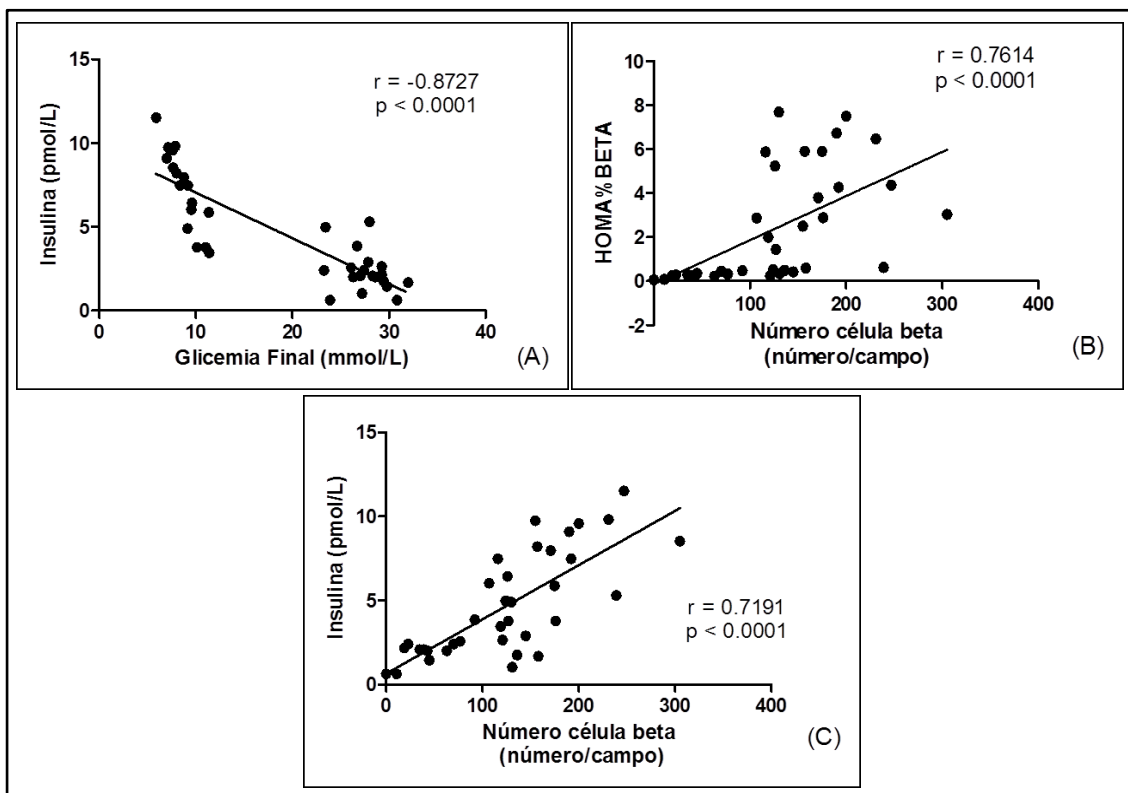 r = -0.8727
p < 0.0001
15
10
5
0
Insulina (pmol/L)
0 10 20 30 40
Glicemia Final (mmol/L)
(A)
r = 0.7614
p < 0.0001
10
8
6
4
2
0
-2
HOMA%BETA
100 200 300 400
Número célula beta
(número/campo)
(B)
15
10
5
0
Insulina (pmol/L)
r = 0.7191
p < 0.0001
0 100 200 300 400
Número célula beta
(número/campo)
(C)